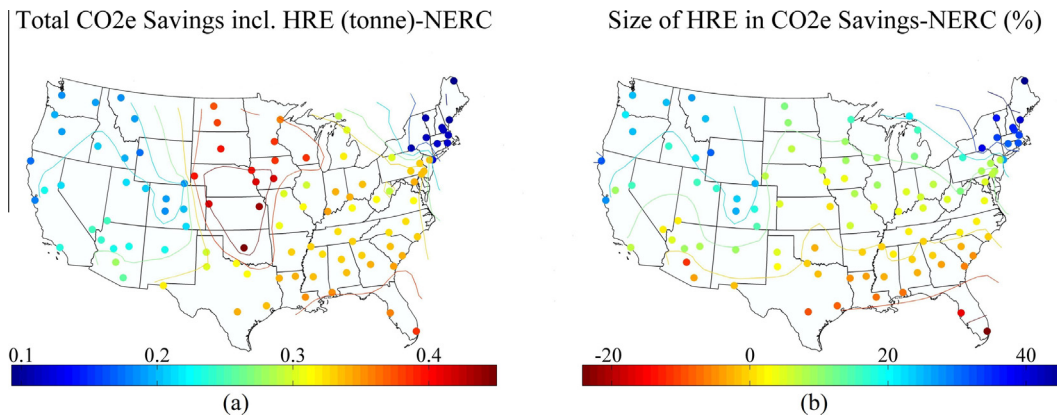 Total CO2e Savings incl. HRE (tonne)-NERC
Size of HRE in CO2e Savings-NERC (%)
0.1 0.2 0.3 0.4
-20 0 20 40
(a)
(b)